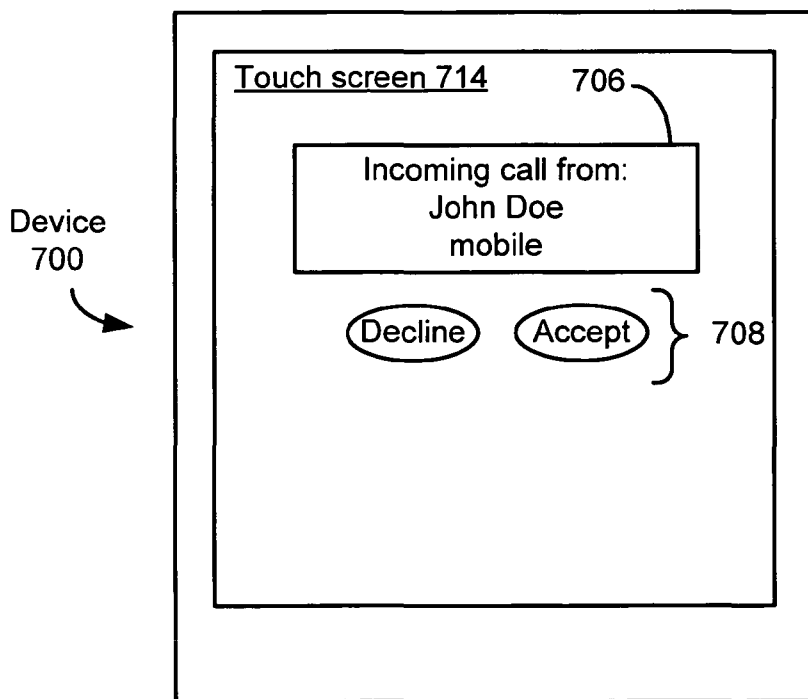 Touch screen 714
706
Incoming call from:
John Doe
mobile
Device
700
Decline
Accept
708